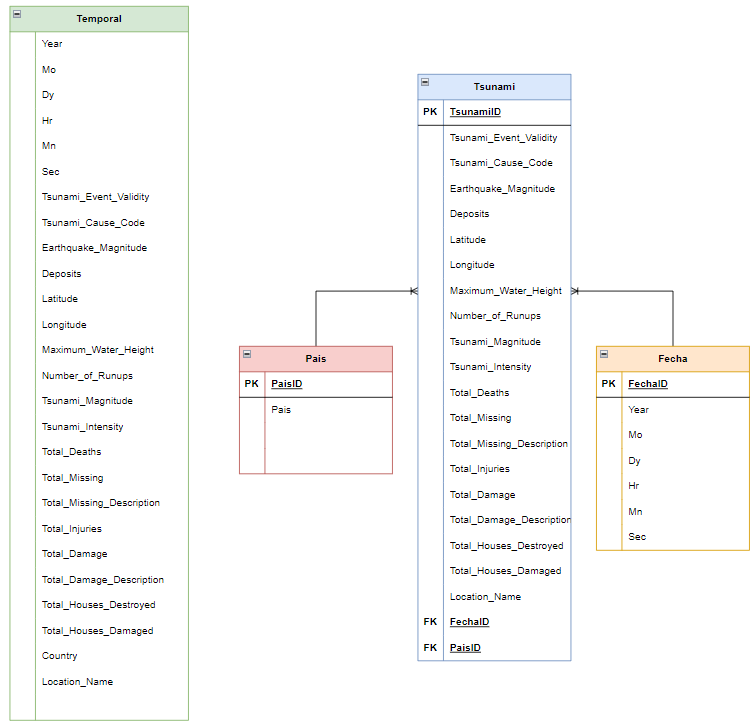 Temporal
Year
Mo
Dy
Hr
Mn
Sec
Tsunami_Event_Validity
Tsunami_Cause_Code
Earthquake_Magnitude
Deposits
Latitude
Longitude
Maximum_Water_Height
Number_of_Runups
Tsunami_Magnitude
Tsunami_Intensity
Total_Deaths
Total_Missing
Total_Missing_Description
Total_Injuries
Total_Damage
Total_Damage_Description
Total_Houses_Destroyed
Total_Houses_Damaged
Country
Location_Name
Pais
PK PaisID
Pais
Tsunami
PK TsunamiID
Tsunami_Event_Validity
Tsunami_Cause_Code
Earthquake_Magnitude
Deposits
Latitude
Longitude
Maximum_Water_Height
Number_of_Runups
Tsunami_Magnitude
Tsunami_Intensity
Total_Deaths
Total_Missing
Total_Missing_Description
Total_Injuries
Total_Damage
Total_Damage_Description
Total_Houses_Destroyed
Total_Houses_Damaged
Location_Name
FK FechaID
FK PaisID
Fecha
PK FechaID
Year
Mo
Dy
Hr
Mn
Sec